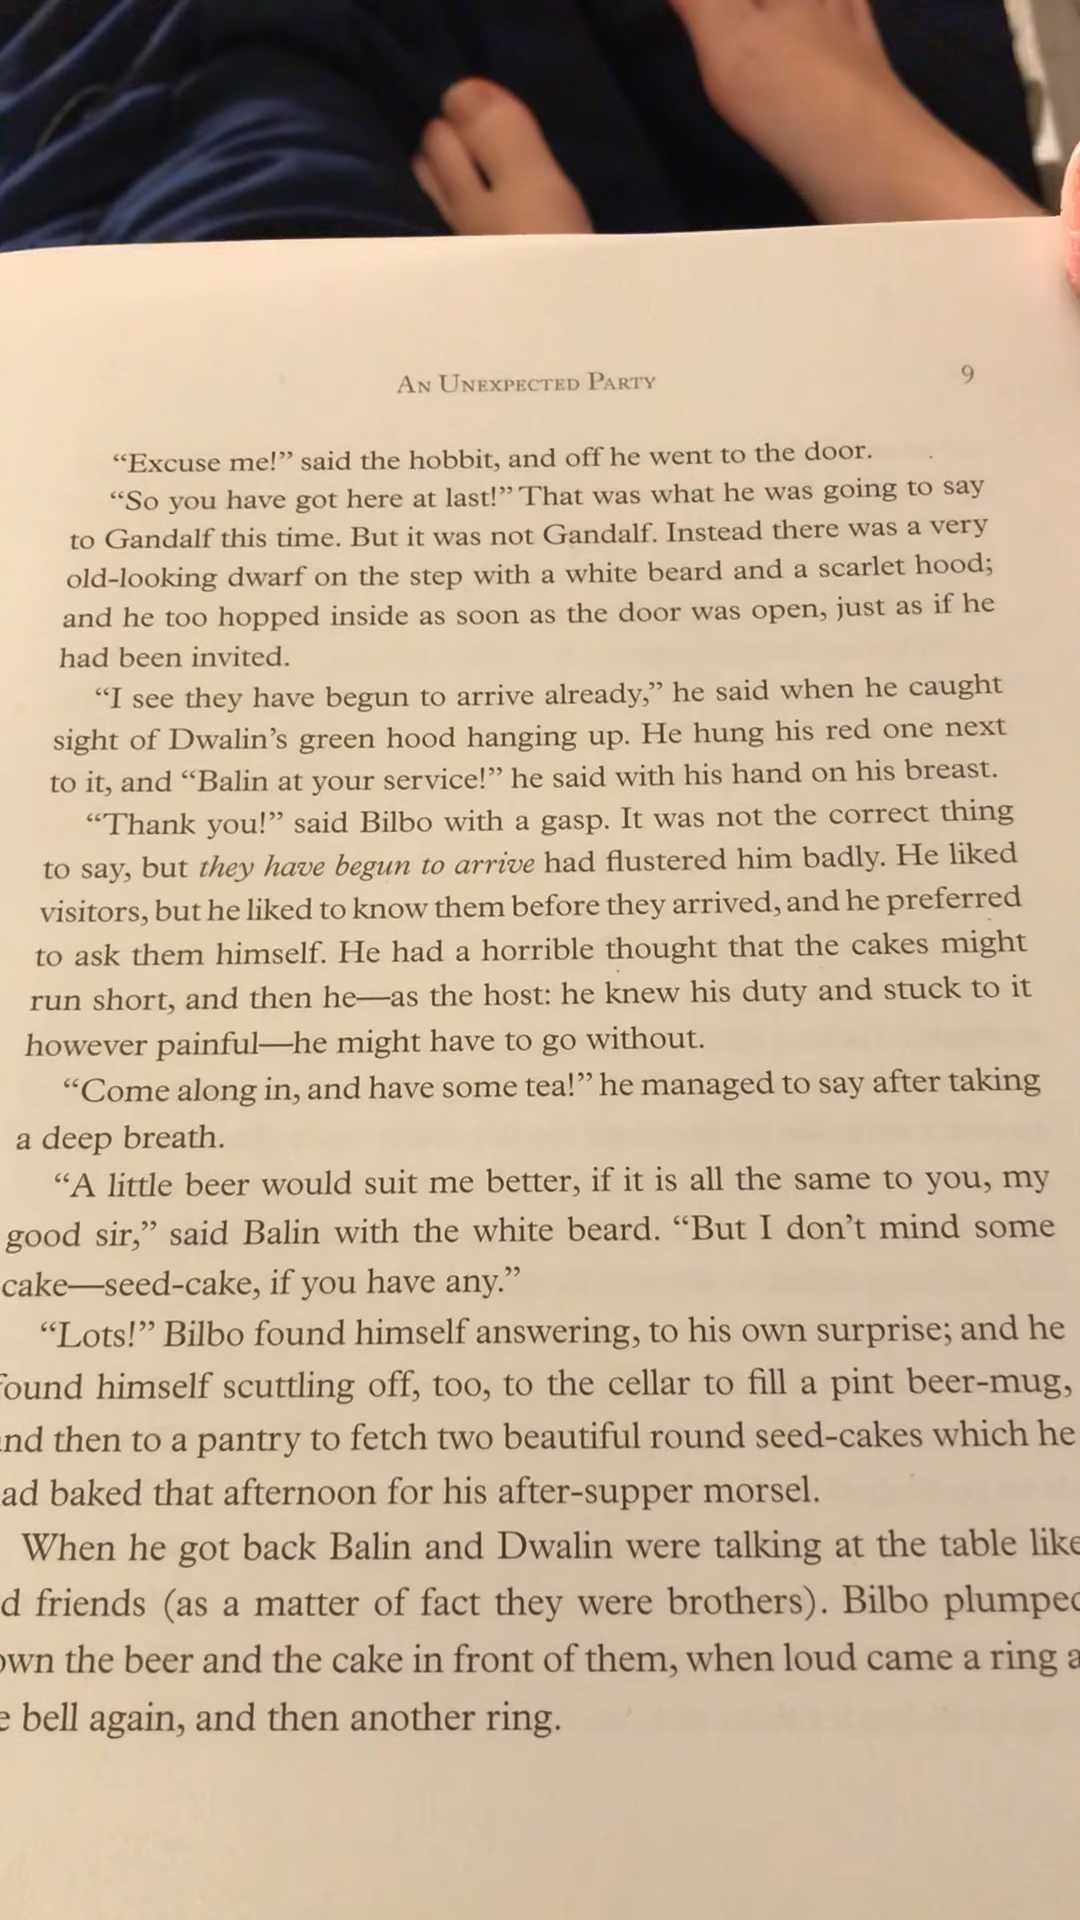 AN UNEXPECTED PARTY 9
“Excuse me!” said the hobbit, and off he went to the door.
“So you have got here at last!” That was what he was going to say
to Gandalf this time. But it was not Gandalf. Instead there was a very
old-looking dwarf on the step with a white beard and a scarlet hood;
and he too hopped inside as soon as the door was open, just as if he
had been invited.
“I see they have begun to arrive already,” he said when he caught
sight of Dwalin’s green hood hanging up. He hung his red one next
to it, and “Balin at your service!” he said with his hand on his breast.
“Thank you!” said Bilbo with a gasp. It was not the correct thing
to say, but they have begun to arrive had flustered him badly. He liked
visitors, but he liked to know them before they arrived, and he preferred
to ask them himself. He had a horrible thought that the cakes might
run short, and then he—as the host: he knew his duty and stuck to it
however painful—he might have to go without.
“Come along in, and have some tea!” he managed to say after taking
a deep breath.
“A little beer would suit me better, if it is all the same to you, my
good sir,” said Balin with the white beard. “But I don’t mind some
cake—seed-cake, if you have any.”
“Lots!” Bilbo found himself answering, to his own surprise; and he
ound himself scuttling off, too, to the cellar to fill a pint beer-mug,
nd then to a pantry to fetch two beautiful round seed-cakes which he
ad baked that afternoon for his after-supper morsel.
When he got back Balin and Dwalin were talking at the table like
d friends (as a matter of fact they were brothers). Bilbo plumped
own the beer and the cake in front of them, when loud came a ring a
e bell again, and then another ring.